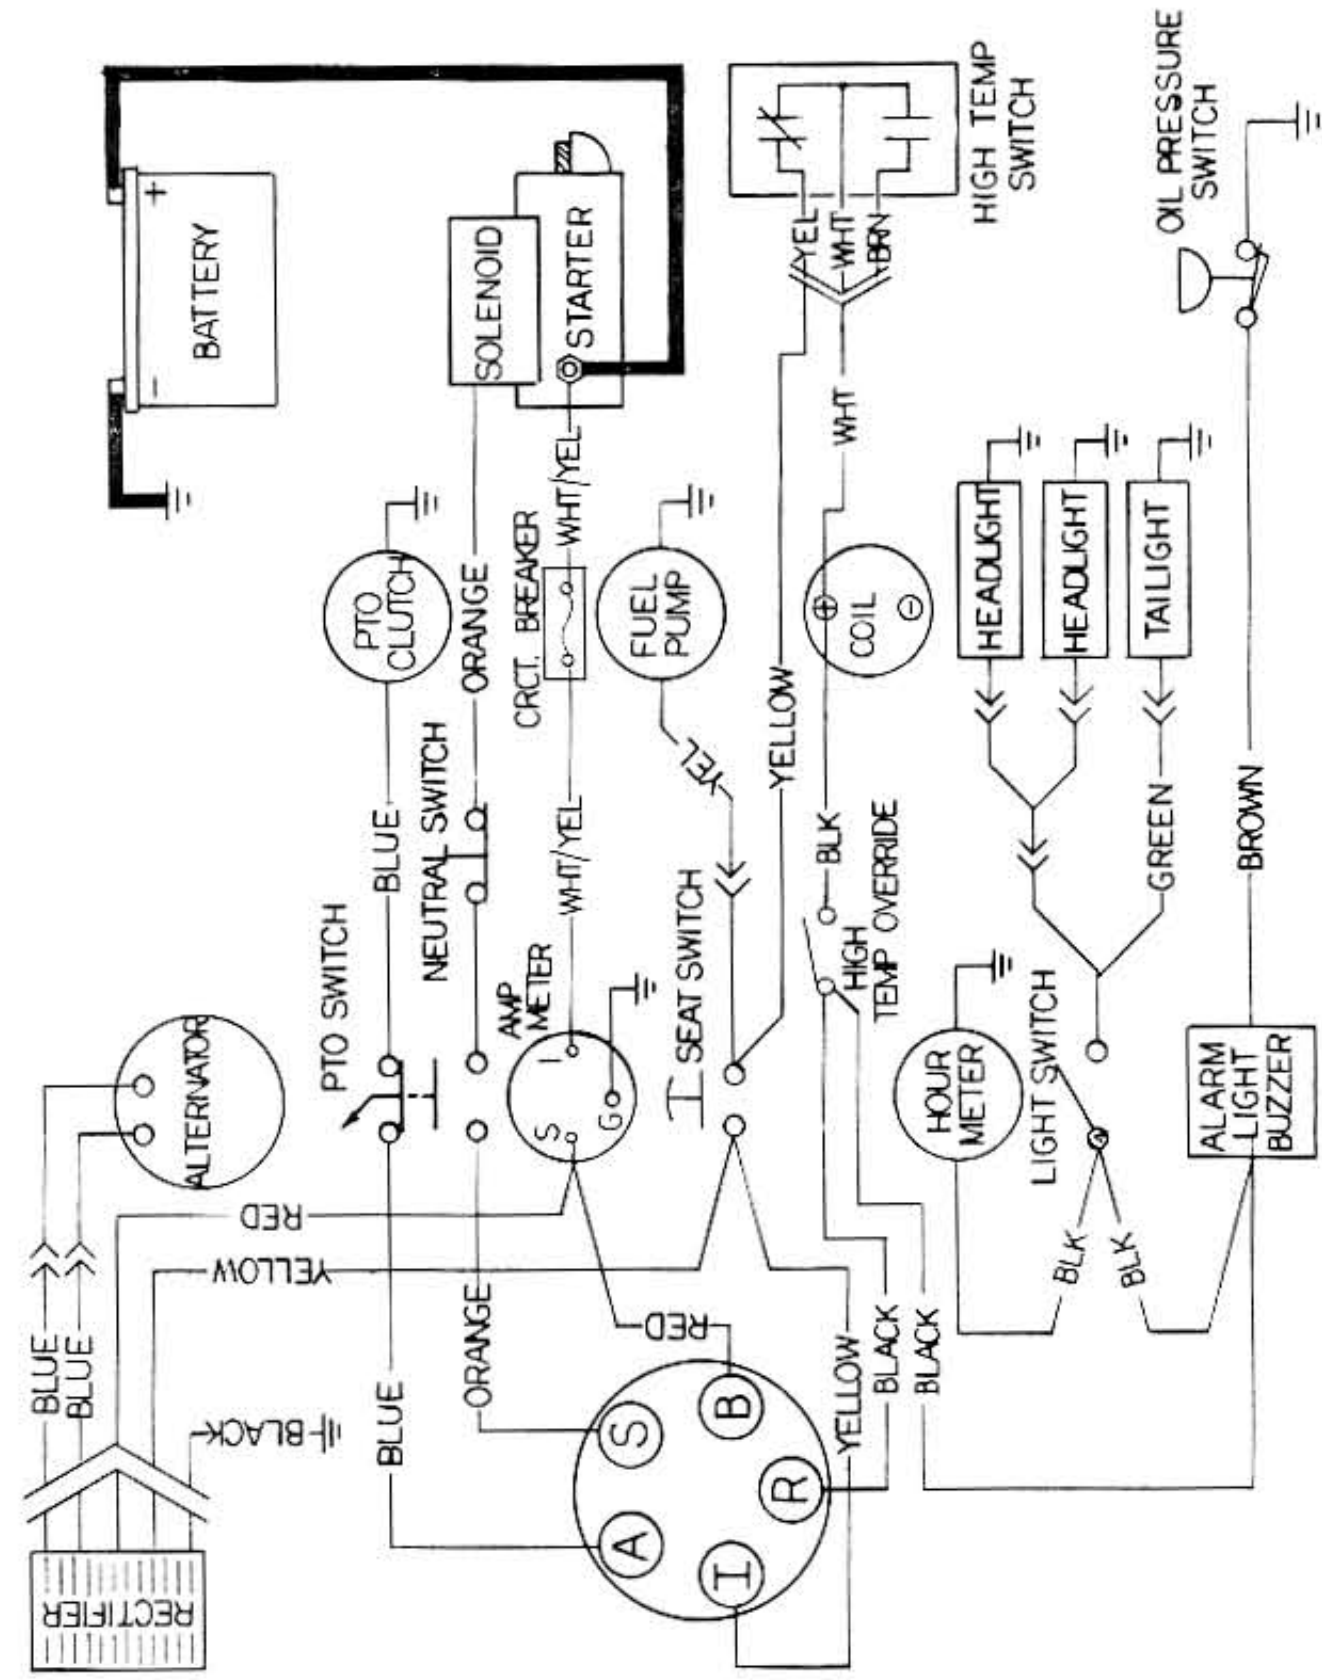 BATTERY
+
-
SOLENOID
STARTER
HIGH TEMP
SWITCH
YEL
WHT
BRN
OIL PRESSURE
SWITCH
PTO
CLUTCH
ORANGE
CRCT. BREAKER
WHT/YEL
FUEL
PUMP
YELLOW
WHT
COIL
+
-
HEADLIGHT
HEADLIGHT
TAILIGHT
BLUE
NEUTRAL SWITCH
WHT/YEL
YEL
BLK
HIGH
TEMP OVERRIDE
GREEN
BROWN
ALTERNATOR
PTO SWITCH
AMP
METER
I
S
G
SEAT SWITCH
HOUR
METER
LIGHT SWITCH
ALARM
LIGHT
BUZZER
RED
YELLOW
BLUE
BLUE
BLACK
BLUE
ORANGE
RED
YELLOW
BLACK
BLACK
BLK
BLK
RECTIFIER
A
S
B
R
I